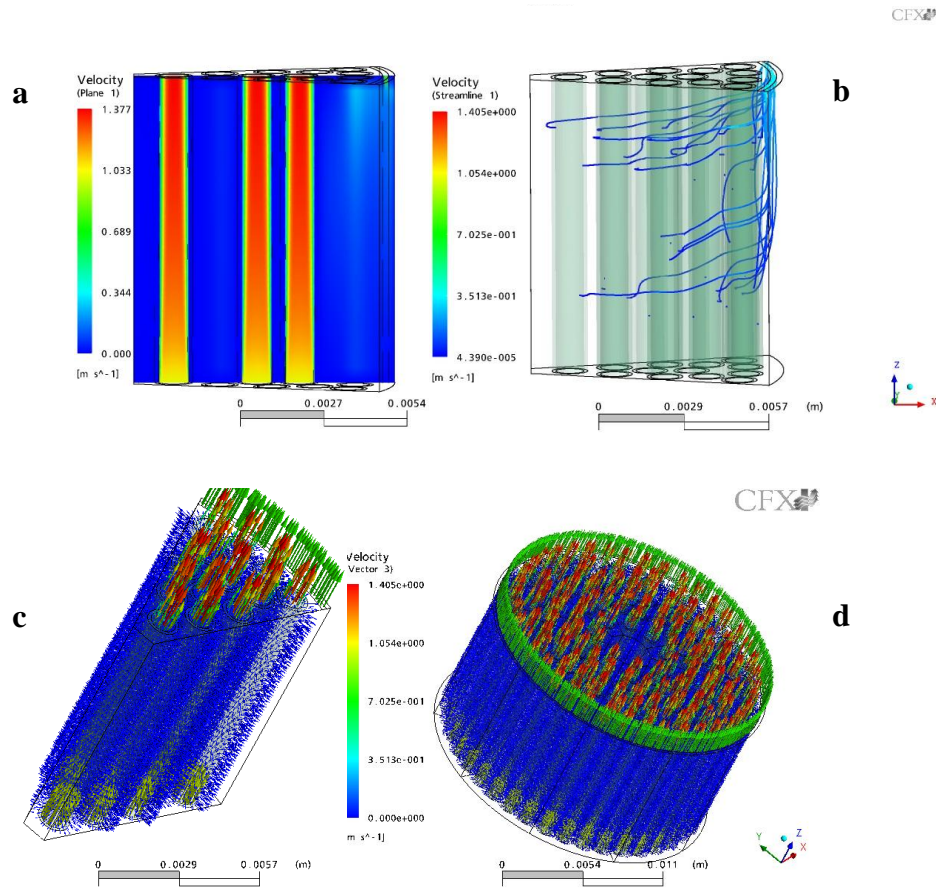 CFX
a
Velocity
(Plane 1)
1.377
1.033
0.689
0.344
0.000
[m s^-1]
0 0.0027 0.0054
Velocity
(Streamline 1)
1.405e+000
1.054e+000
7.025e-001
3.513e-001
4.390e-005
[m s^-1]
0 0.0029 0.0057 (m)
b
Z
Y
X
c
Velocity
Vector 3)
1.405e+000
1.054e+000
7.025e-001
3.513e-001
0.000e+000
m s^-1]
0 0.0029 0.0057 (m)
CFX
d
0 0.0054 0.011 (m)
Y
Z
X